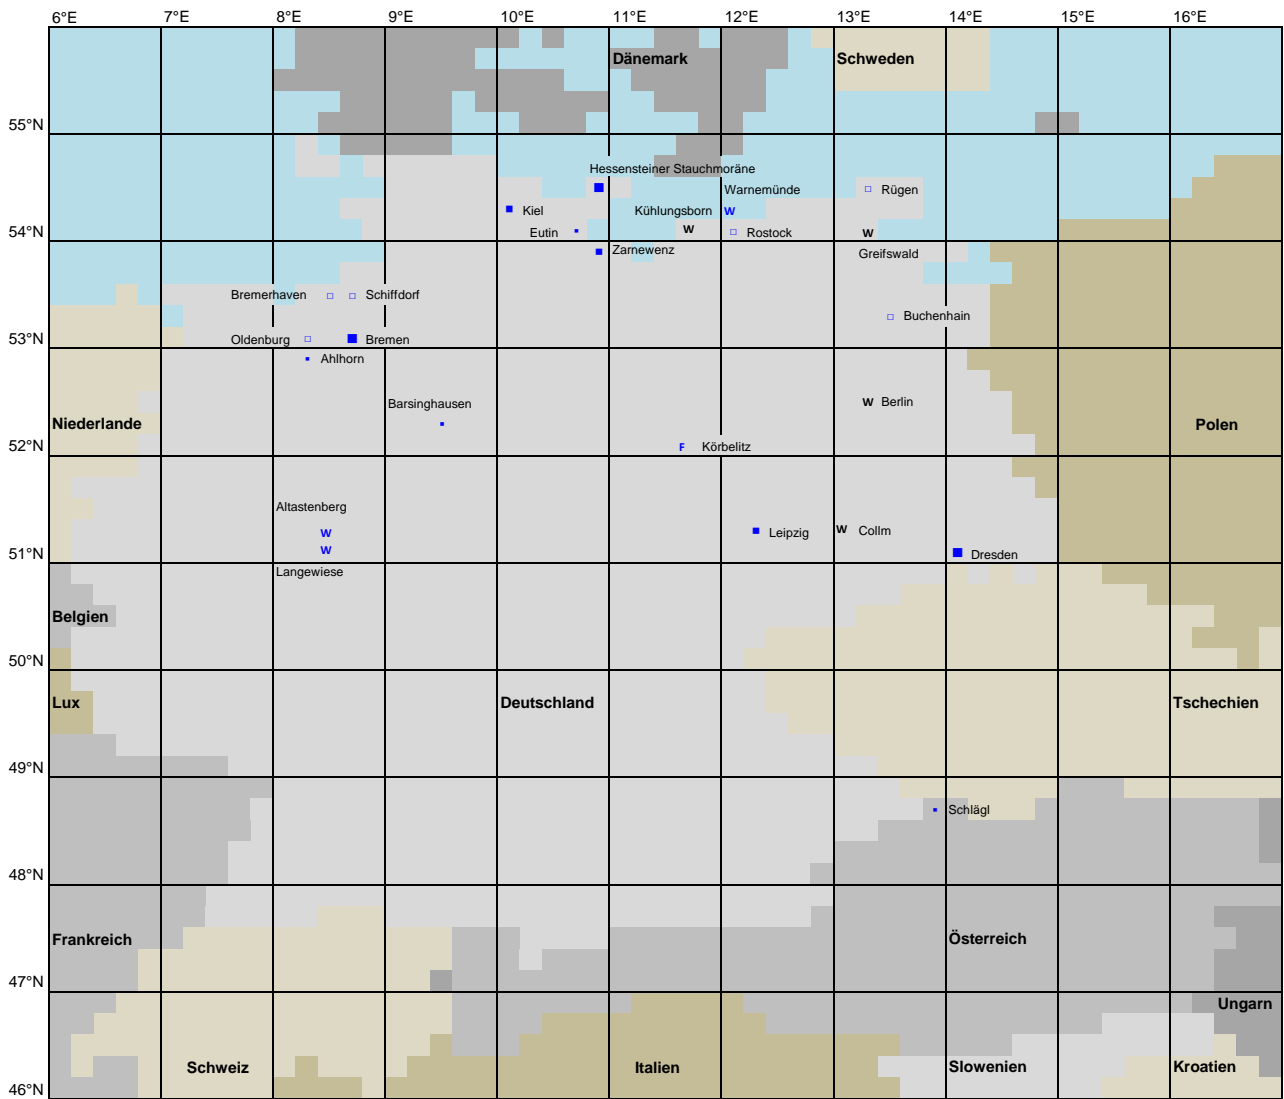 6°E 7°E 8°E 9°E 10°E 11°E 12°E 13°E 14°E 15°E 16°E
Dänemark Schweden
55°N
Hessensteiner Stauchmoräne
Warnemünde Rügen
Kiel Kühlungsborn W
Eutin W Rostock W
54°N
Zarnewenz Greifswald
Bremerhaven Schiffdorf
Buchenhain
Oldenburg Bremen
53°N
Ahlhorn
Barsinghausen W Berlin
Niederlande Polen
52°N
F Körbelitz
Altastenberg
W Leipzig W Collm
W
51°N
Dresden
Langewiese
Belgien
50°N
Lux Deutschland Tschechien
49°N
Schlägl
48°N
Frankreich Österreich
47°N
Ungarn
Schweiz Italien Slowenien Kroatien
46°N